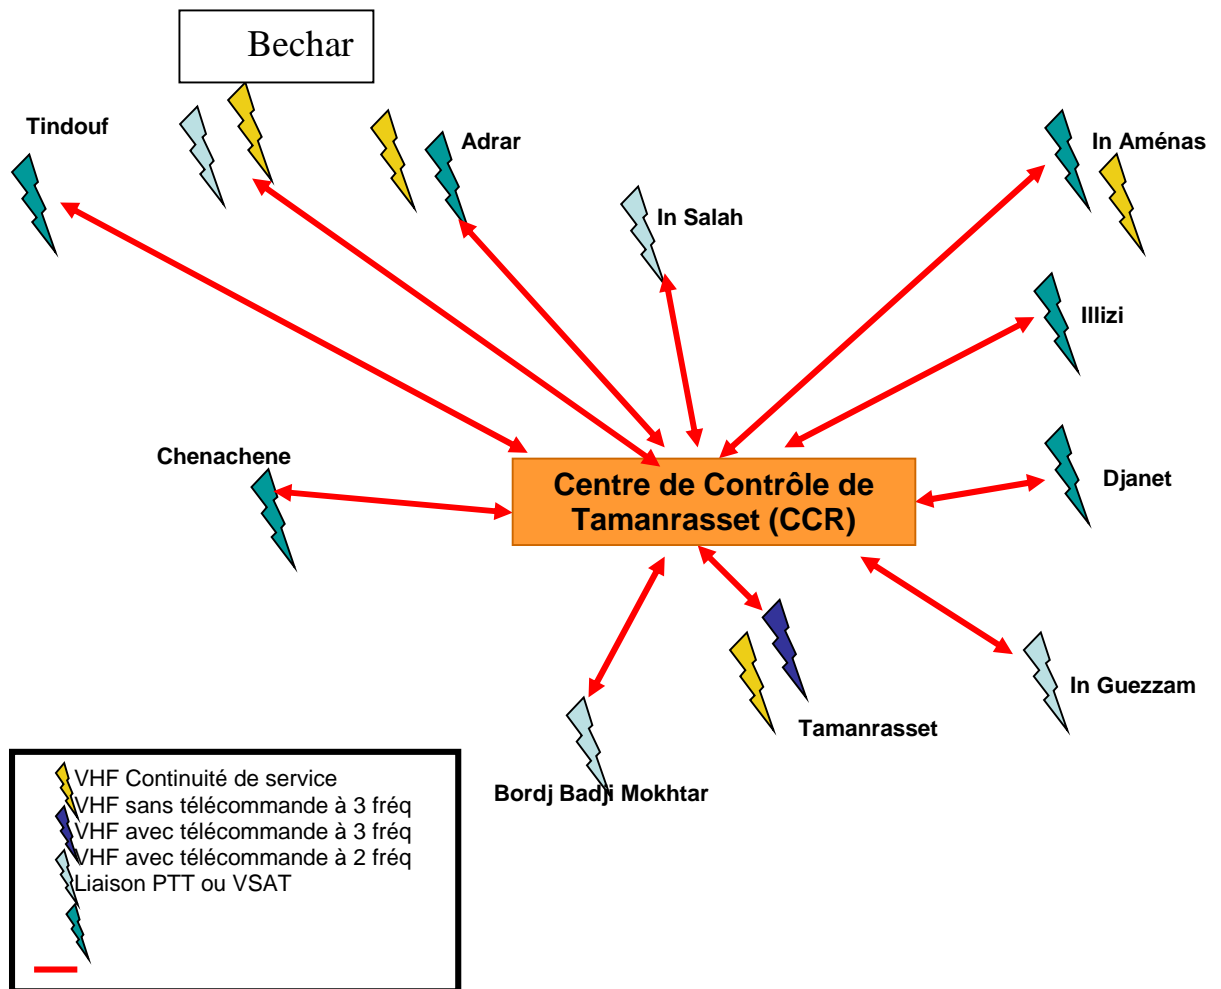 Bechar
Tindouf
Adrar
In Aménas
In Salah
Illizi
Chenachene
Centre de Contrôle de
Tamanrasset (CCR)
Djanet
In Guezzam
Tamanrasset
Bordj Badji Mokhtar
VHF Continuité de service
VHF sans télécommande à 3 fréq
VHF avec télécommande à 3 fréq
VHF avec télécommande à 2 fréq
Liaison PTT ou VSAT